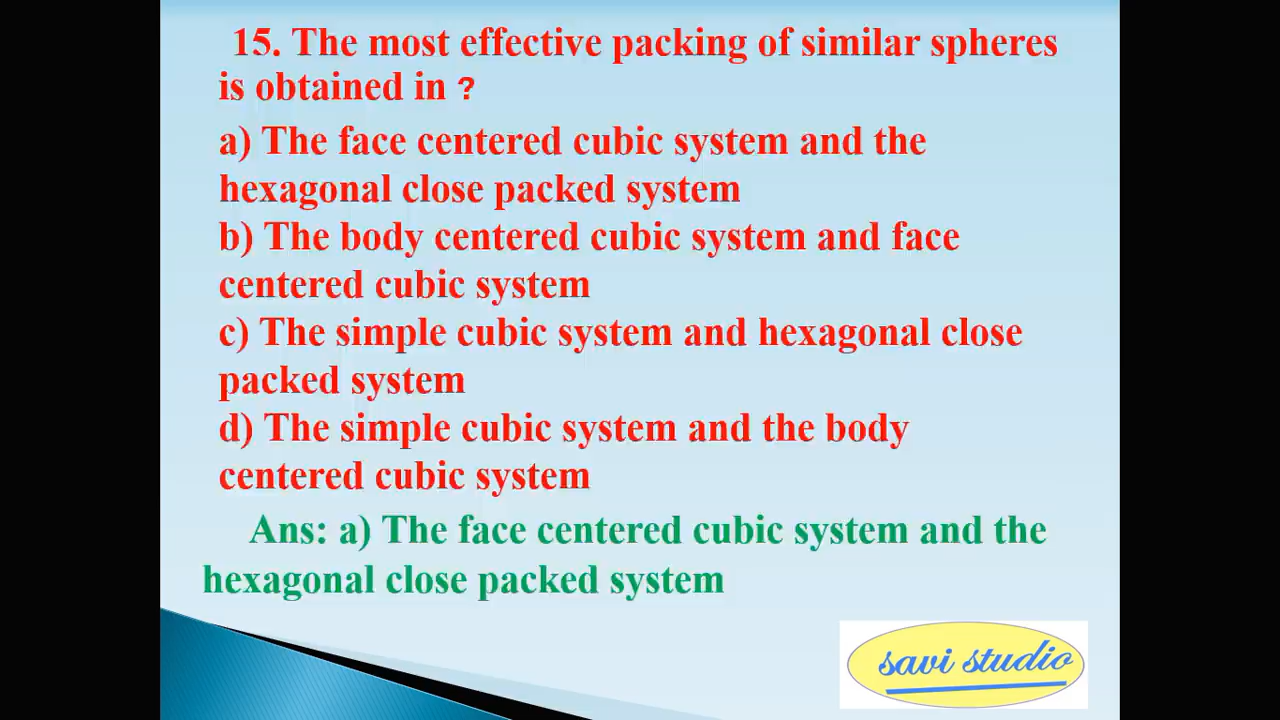 15. The most effective packing of similar spheres
is obtained in ?
a) The face centered cubic system and the
hexagonal close packed system
b) The body centered cubic system and face
centered cubic system
c) The simple cubic system and hexagonal close
packed system
d) The simple cubic system and the body
centered cubic system
Ans: a) The face centered cubic system and the
hexagonal close packed system
savi studio